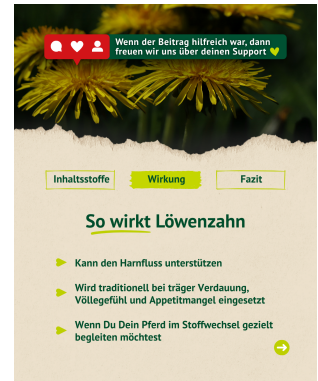 Wenn der Beitrag hilfreich war, dann
freuen wir uns über deinen Support
Inhaltsstoffe
Wirkung
Fazit
So wirkt Löwenzahn
Kann den Harnfluss unterstützen
Wird traditionell bei träger Verdauung,
Völlegefühl und Appetitmangel eingesetzt
Wenn Du Dein Pferd im Stoffwechsel gezielt
begleiten möchtest